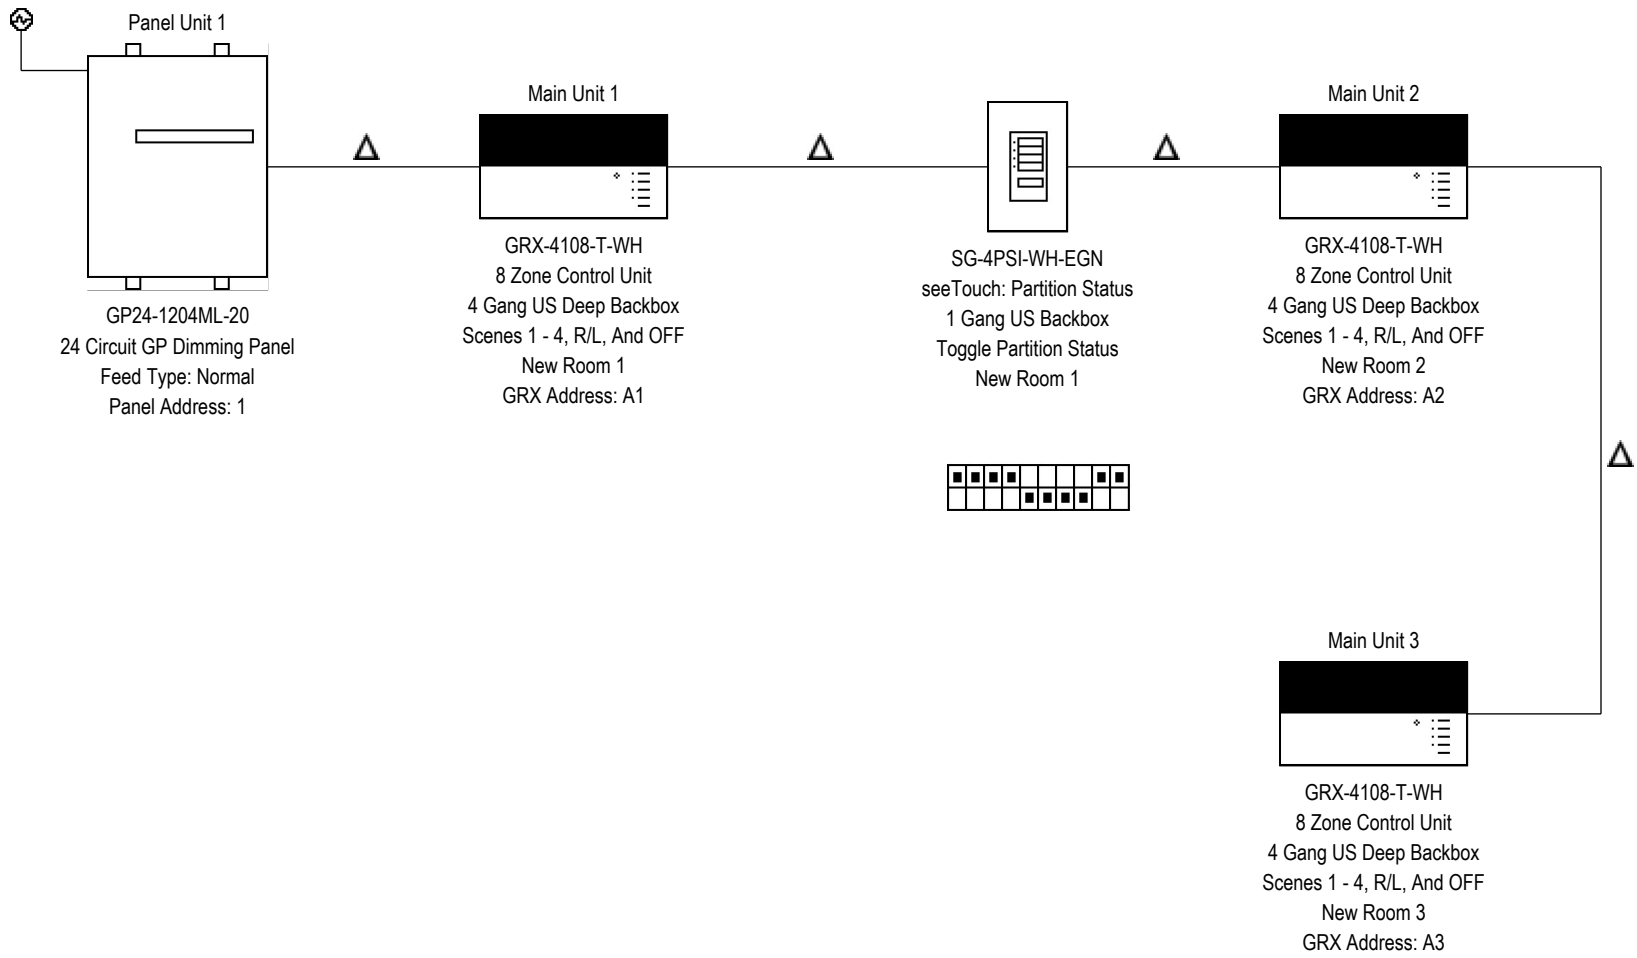 Panel Unit 1
GP24-1204ML-20
24 Circuit GP Dimming Panel
Feed Type: Normal
Panel Address: 1
Main Unit 1
GRX-4108-T-WH
8 Zone Control Unit
4 Gang US Deep Backbox
Scenes 1 - 4, R/L, And OFF
New Room 1
GRX Address: A1
SG-4PSI-WH-EGN
seeTouch: Partition Status
1 Gang US Backbox
Toggle Partition Status
New Room 1
Main Unit 2
GRX-4108-T-WH
8 Zone Control Unit
4 Gang US Deep Backbox
Scenes 1 - 4, R/L, And OFF
New Room 2
GRX Address: A2
Main Unit 3
GRX-4108-T-WH
8 Zone Control Unit
4 Gang US Deep Backbox
Scenes 1 - 4, R/L, And OFF
New Room 3
GRX Address: A3